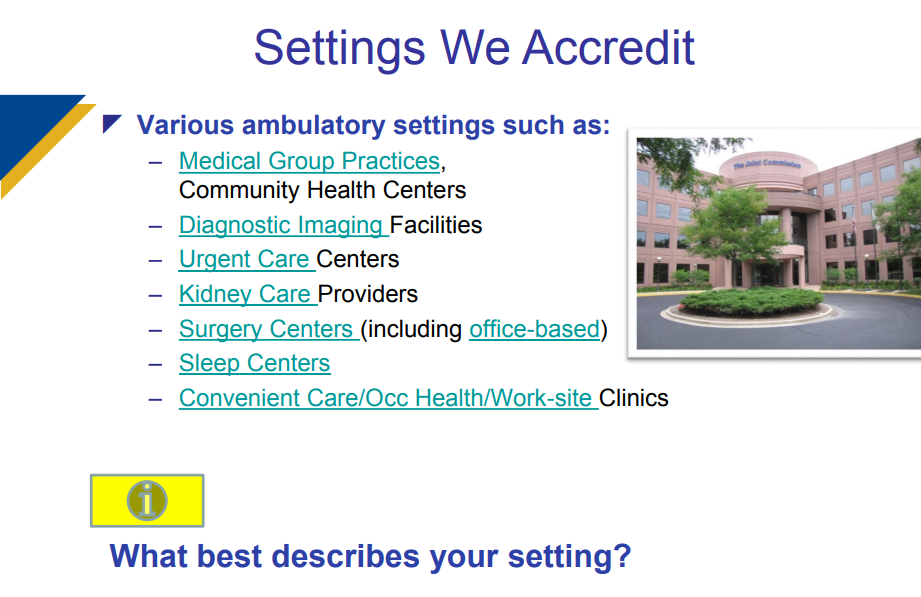 Settings We Accredit
Various ambulatory settings such as:
– Medical Group Practices,
Community Health Centers
– Diagnostic Imaging Facilities
– Urgent Care Centers
– Kidney Care Providers
– Surgery Centers (including office-based)
– Sleep Centers
– Convenient Care/Occ Health/Work-site Clinics
The Joint Commission
i
What best describes your setting?